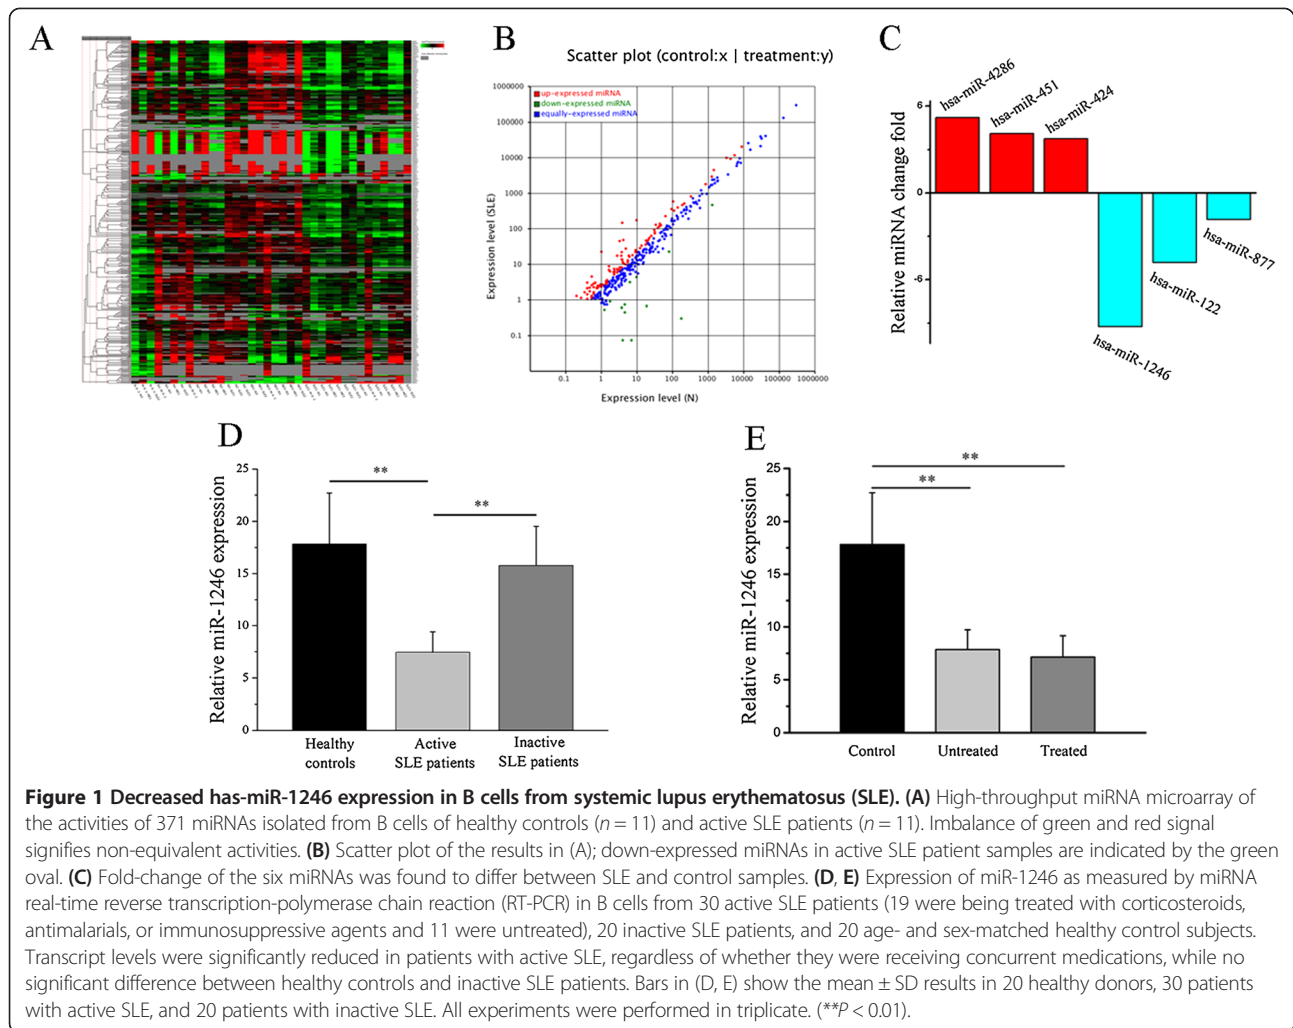 A
B
Scatter plot (control:x | treatment:y)
up-expressed miRNA
down-expressed miRNA
equally-expressed miRNA
1000000
100000
10000
1000
100
10
1
0.1
Expression level (SLE)
0.1
1
10
100
1000
10000
100000
1000000
Expression level (N)
C
Relative miRNA change fold
6
0
-6
hsa-miR-4286
hsa-miR-451
hsa-miR-424
hsa-miR-1246
hsa-miR-122
hsa-miR-877
D
Relative miR-1246 expression
25
20
15
10
5
0
**
**
Healthy controls
Active SLE patients
Inactive SLE patients
E
Relative miR-1246 expression
25
20
15
10
5
0
**
**
Control
Untreated
Treated
Figure 1 Decreased has-miR-1246 expression in B cells from systemic lupus erythematosus (SLE). (A) High-throughput miRNA microarray of
the activities of 371 miRNAs isolated from B cells of healthy controls (n = 11) and active SLE patients (n = 11). Imbalance of green and red signal
signifies non-equivalent activities. (B) Scatter plot of the results in (A); down-expressed miRNAs in active SLE patient samples are indicated by the green
oval. (C) Fold-change of the six miRNAs was found to differ between SLE and control samples. (D, E) Expression of miR-1246 as measured by miRNA
real-time reverse transcription-polymerase chain reaction (RT-PCR) in B cells from 30 active SLE patients (19 were being treated with corticosteroids,
antimalarials, or immunosuppressive agents and 11 were untreated), 20 inactive SLE patients, and 20 age- and sex-matched healthy control subjects.
Transcript levels were significantly reduced in patients with active SLE, regardless of whether they were receiving concurrent medications, while no
significant difference between healthy controls and inactive SLE patients. Bars in (D, E) show the mean ± SD results in 20 healthy donors, 30 patients
with active SLE, and 20 patients with inactive SLE. All experiments were performed in triplicate. (**P < 0.01).